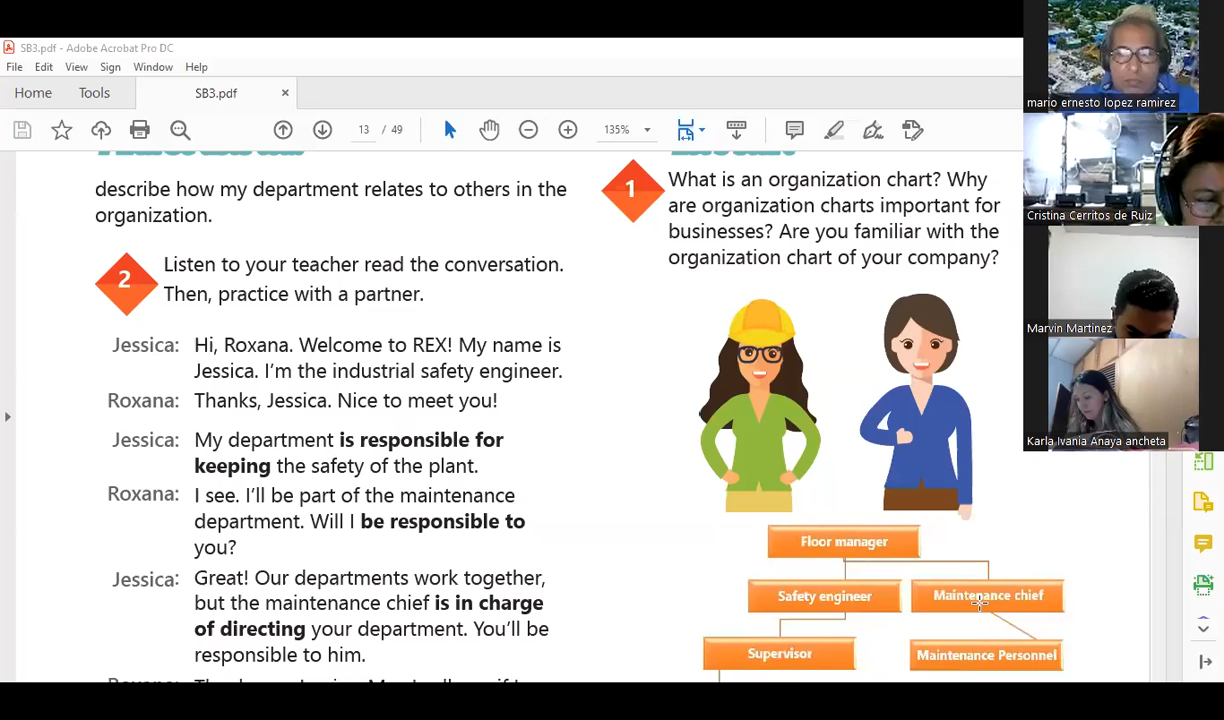 SB3.pdf - Adobe Acrobat Pro DC
File Edit View Sign Window Help
Home Tools SB3.pdf ×
13 / 49 135%
describe how my department relates to others in the
organization.
2
Listen to your teacher read the conversation.
Then, practice with a partner.
Jessica: Hi, Roxana. Welcome to REX! My name is
Jessica. I'm the industrial safety engineer.
Roxana: Thanks, Jessica. Nice to meet you!
Jessica: My department is responsible for
keeping the safety of the plant.
Roxana: I see. I'll be part of the maintenance
department. Will I be responsible to
you?
Jessica: Great! Our departments work together,
but the maintenance chief is in charge
of directing your department. You'll be
responsible to him.
1
What is an organization chart? Why
are organization charts important for
businesses? Are you familiar with the
organization chart of your company?
Floor manager
Safety engineer
Maintenance chief
Supervisor
Maintenance Personnel
mario ernesto lopez ramirez
Cristina Cerritos de Ruiz
Marvin Martinez
Karla Ivania Anaya ancheta